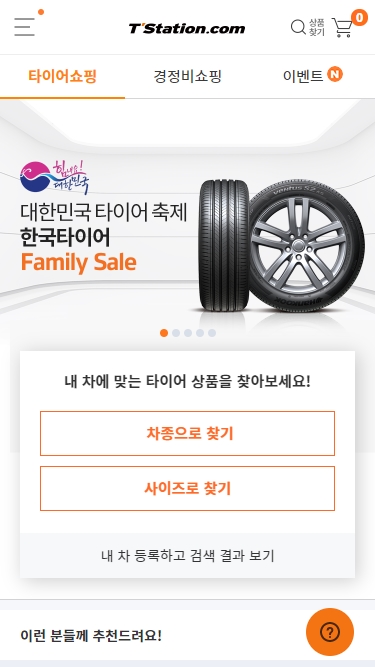 T'Station.com
상품
찾기
0
타이어쇼핑
경정비쇼핑
이벤트 N
힘내요!
대한민국
대한민국 타이어 축제
한국타이어
Family Sale
ventus S2
내 차에 맞는 타이어 상품을 찾아보세요!
차종으로 찾기
사이즈로 찾기
내 차 등록하고 검색 결과 보기
이런 분들께 추천드려요!
?